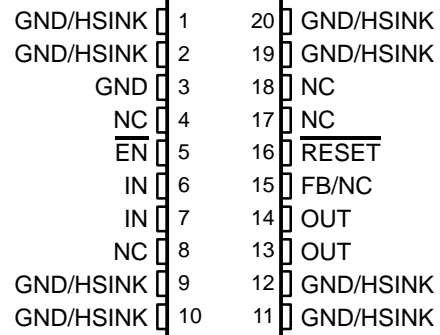 GND/HSINK 1 20 GND/HSINK
GND/HSINK 2 19 GND/HSINK
GND 3 18 NC
NC 4 17 NC
EN 5 16 RESET
IN 6 15 FB/NC
IN 7 14 OUT
NC 8 13 OUT
GND/HSINK 9 12 GND/HSINK
GND/HSINK 10 11 GND/HSINK